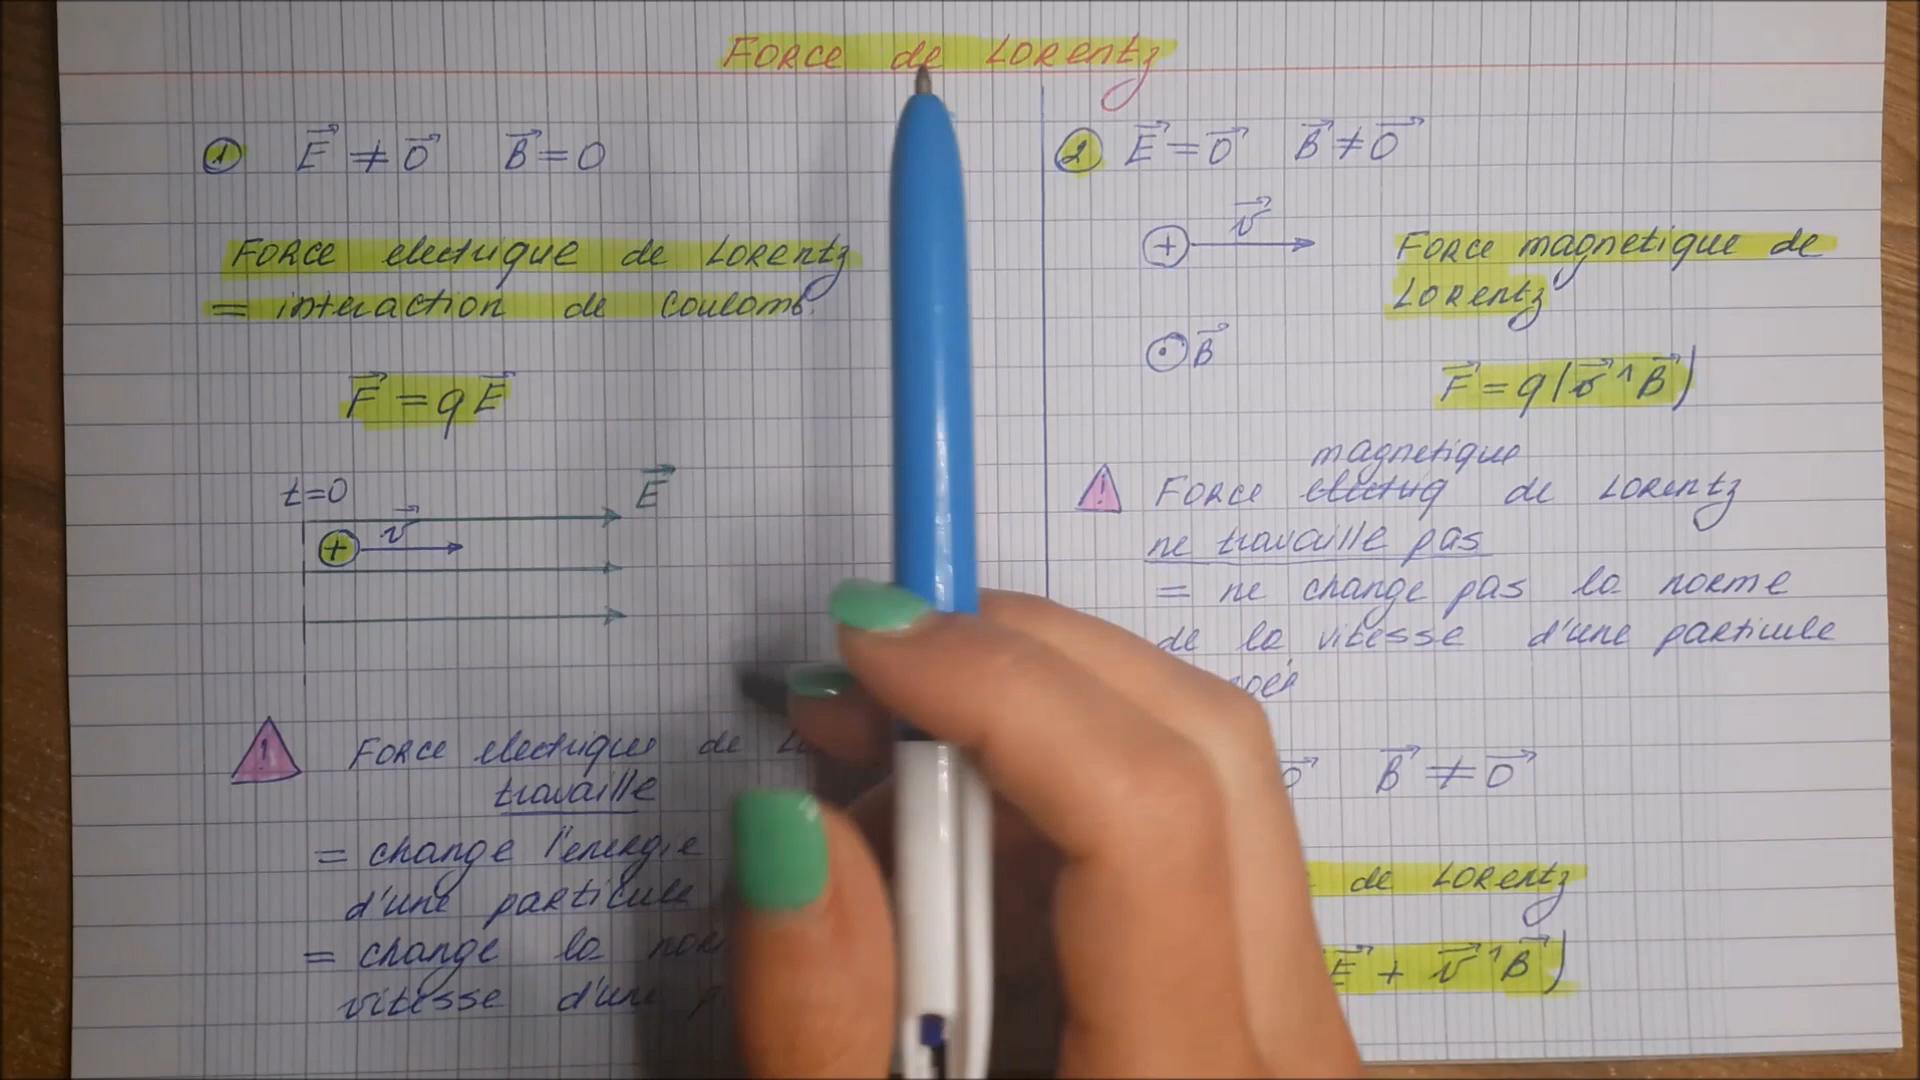 Force de Lorentz
1 E⃗ ≠ 0⃗ B⃗ = 0
Force electrique de Lorentz
= interaction de Coulomb.
F⃗ = qE⃗
t=0
E⃗
+ v⃗
! Force electrique de
travaille
= change l'energie
d'une particule
= change la
vitesse d'une
2 E⃗ = 0⃗ B⃗ ≠ 0⃗
+ v⃗
Force magnetique de
Lorentz
B⃗
F⃗ = q(v⃗ ^ B⃗)
magnetique
! Force electriq de Lorentz
ne travaille pas
= ne change pas la norme
de la vitesse d'une particule
0⃗ B⃗ ≠ 0⃗
de Lorentz
E⃗ + v⃗ ^ B⃗)